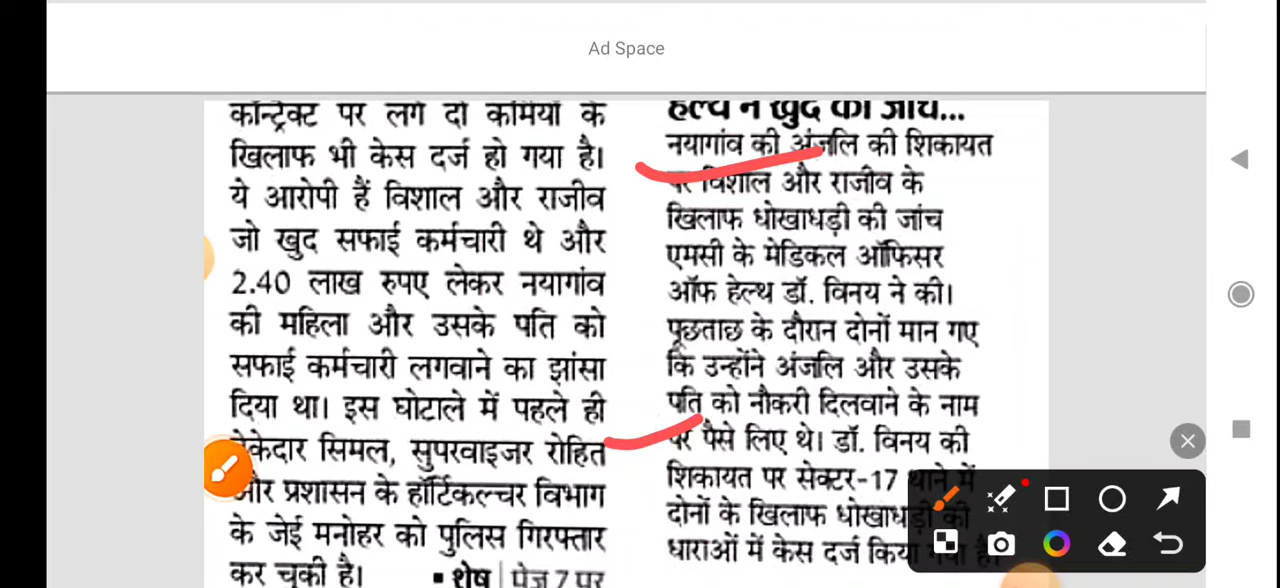 Ad Space
कॉन्ट्रैक्ट पर लगे दो कर्मियों के
खिलाफ भी केस दर्ज हो गया है।
ये आरोपी हैं विशाल और राजीव
जो खुद सफाई कर्मचारी थे और
2.40 लाख रुपए लेकर नयागांव
की महिला और उसके पति को
सफाई कर्मचारी लगवाने का झांसा
दिया था। इस घोटाले में पहले ही
ठेकेदार सिमल, सुपरवाइजर रोहित
और प्रशासन के हॉर्टिकल्चर विभाग
के जेई मनोहर को पुलिस गिरफ्तार
कर चुकी है।
▪ शेष | पेज 7 पर
हेल्थ ने खुद की जांच...
नयागांव की अंजलि की शिकायत
पर विशाल और राजीव के
खिलाफ धोखाधड़ी की जांच
एमसी के मेडिकल ऑफिसर
ऑफ हेल्थ डॉ. विनय ने की।
पूछताछ के दौरान दोनों मान गए
कि उन्होंने अंजलि और उसके
पति को नौकरी दिलवाने के नाम
पर पैसे लिए थे। डॉ. विनय की
शिकायत पर सेक्टर-17 थाने में
दोनों के खिलाफ धोखाधड़ी की
धाराओं में केस दर्ज किया गया है।